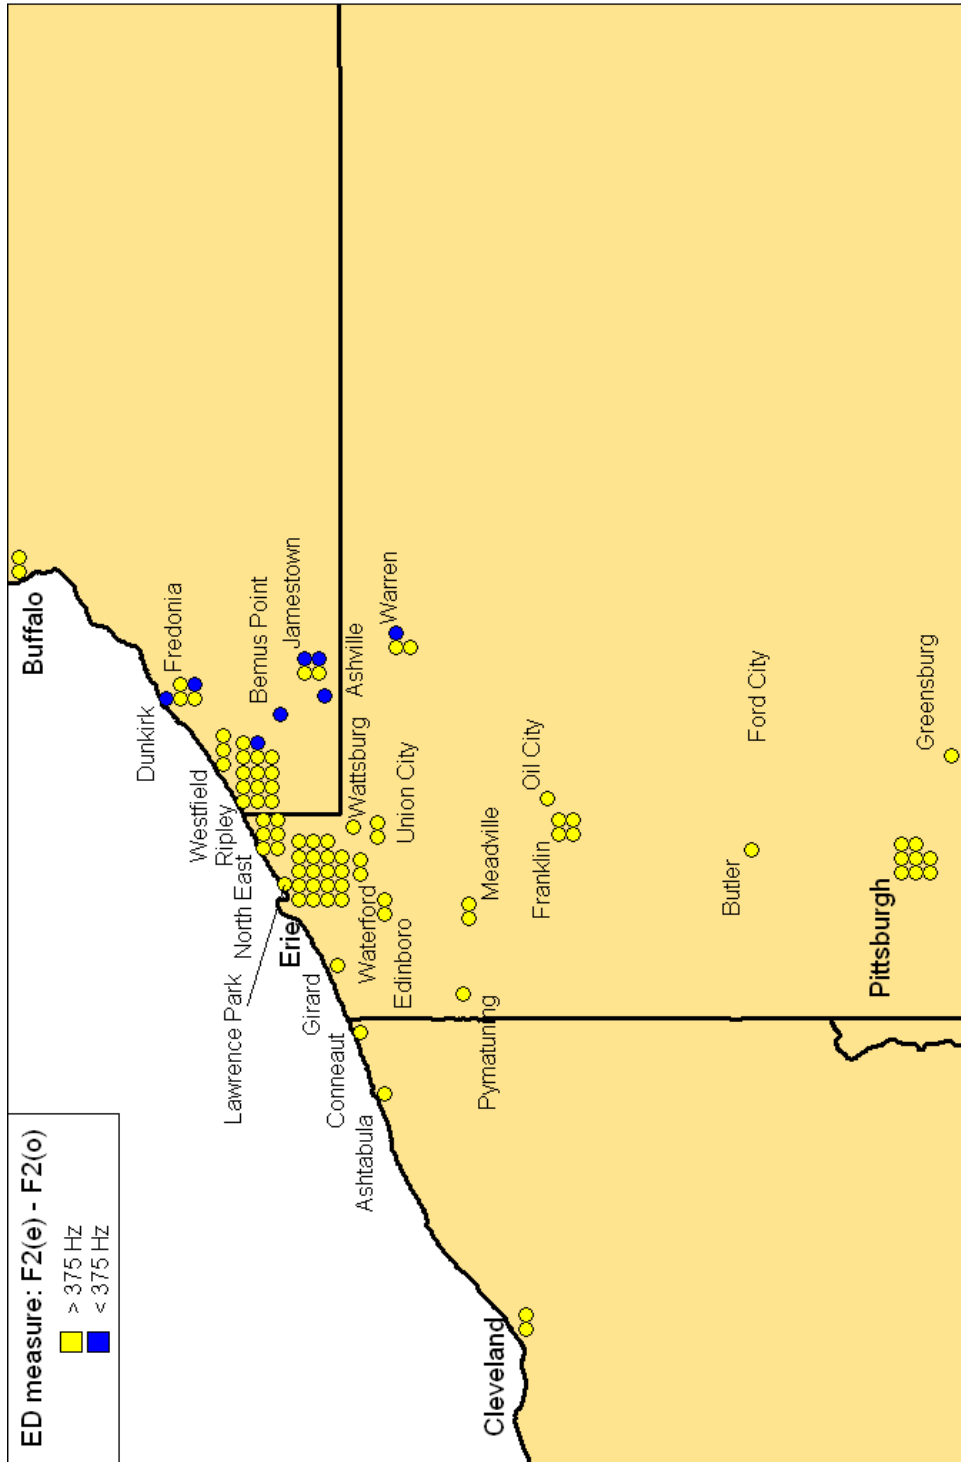 ED measure: F2(e) - F2(o)
> 375 Hz
< 375 Hz
Buffalo
Dunkirk
Fredonia
Westfield
Bemus Point
Ripley
Jamestown
North East
Ashville
Lawrence Park
Erie
Wattsburg
Warren
Girard
Waterford
Union City
Conneaut
Edinboro
Ashtabula
Meadville
Pymatuning
Oil City
Franklin
Cleveland
Butler
Ford City
Pittsburgh
Greensburg